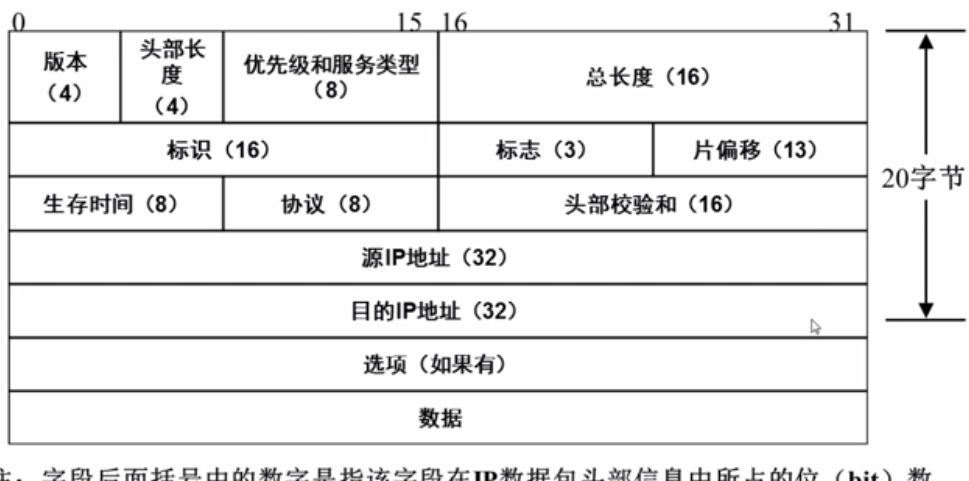 0 15 16 31
版本
(4)
头部长
度
(4)
优先级和服务类型
(8)
总长度（16）
标识（16）
标志（3）
片偏移（13）
20字节
生存时间（8）
协议（8）
头部校验和（16）
源IP地址（32）
目的IP地址（32）
选项（如果有）
数据
注：字段后面括号中的数字是指该字段在IP数据包头部信息中所占的位（bit）数